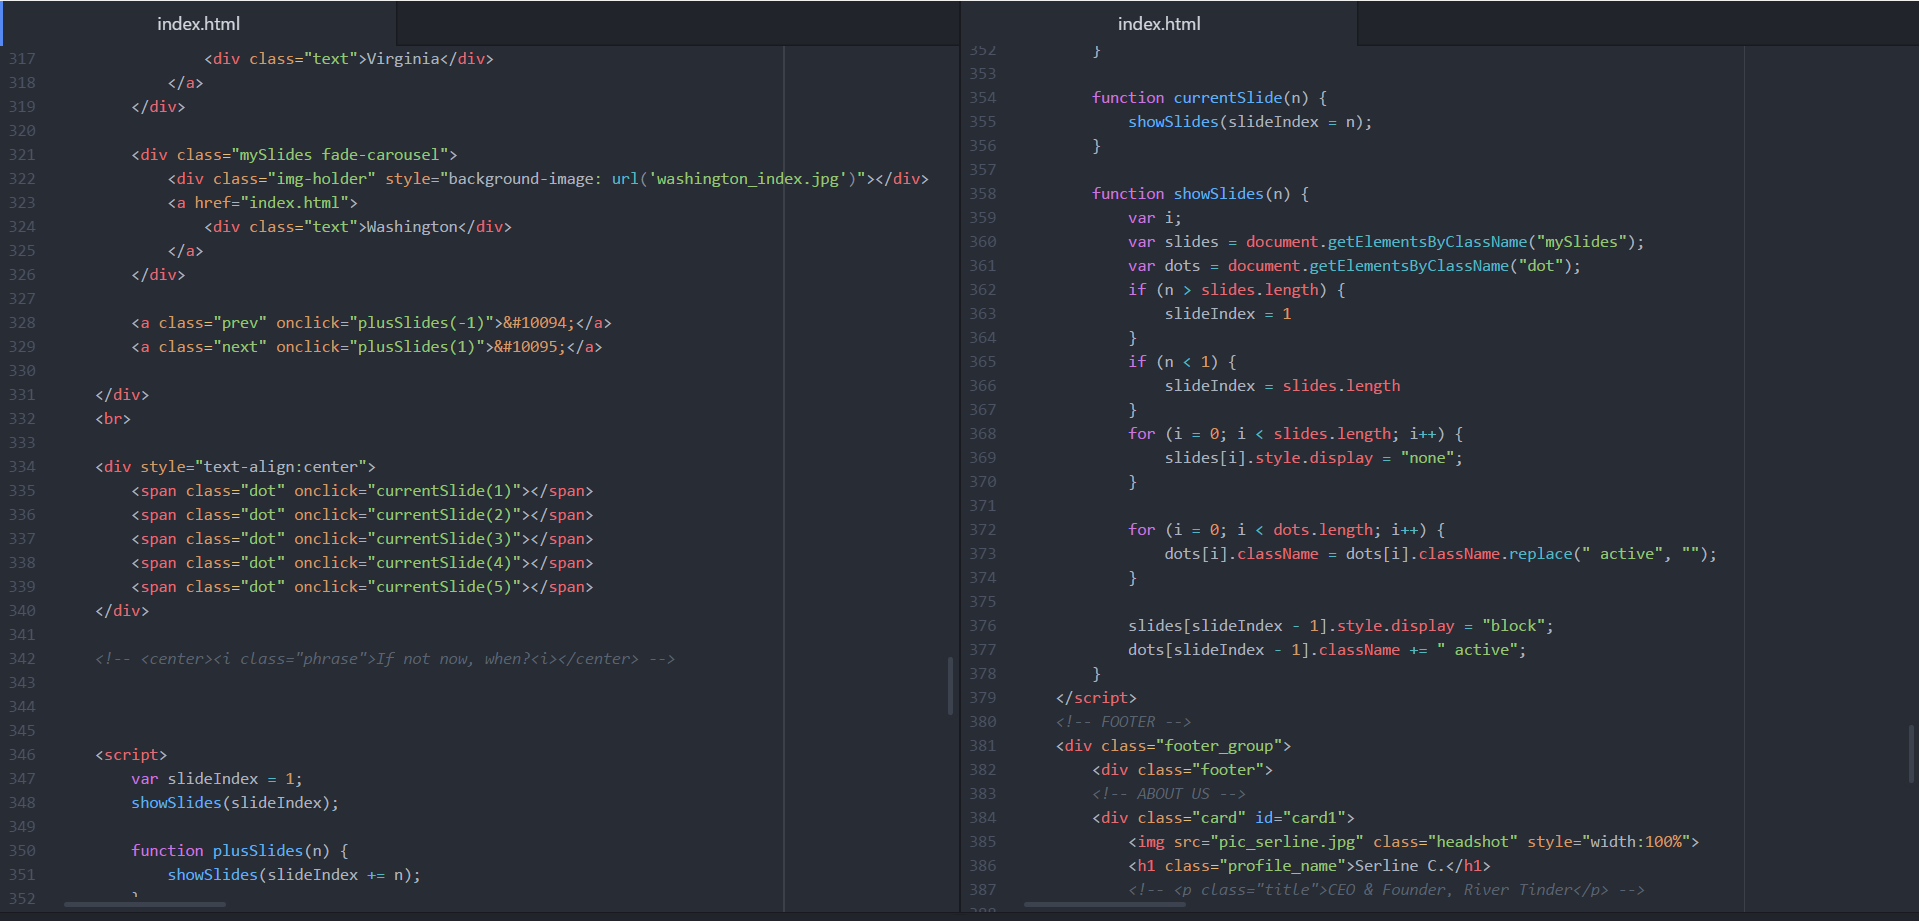 index.html
317 <div class="text">Virginia</div>
318 </a>
319 </div>
320
321 <div class="mySlides fade-carousel">
322 <div class="img-holder" style="background-image: url('washington_index.jpg')"></div>
323 <a href="index.html">
324 <div class="text">Washington</div>
325 </a>
326 </div>
327
328 <a class="prev" onclick="plusSlides(-1)">&#10094;</a>
329 <a class="next" onclick="plusSlides(1)">&#10095;</a>
330
331 </div>
332 <br>
333
334 <div style="text-align:center">
335 <span class="dot" onclick="currentSlide(1)"></span>
336 <span class="dot" onclick="currentSlide(2)"></span>
337 <span class="dot" onclick="currentSlide(3)"></span>
338 <span class="dot" onclick="currentSlide(4)"></span>
339 <span class="dot" onclick="currentSlide(5)"></span>
340 </div>
341
342 <!-- <center><i class="phrase">If not now, when?<i></center> -->
343
344
345
346 <script>
347 var slideIndex = 1;
348 showSlides(slideIndex);
349
350 function plusSlides(n) {
351 showSlides(slideIndex += n);
352 }
index.html
352 }
353
354 function currentSlide(n) {
355 showSlides(slideIndex = n);
356 }
357
358 function showSlides(n) {
359 var i;
360 var slides = document.getElementsByClassName("mySlides");
361 var dots = document.getElementsByClassName("dot");
362 if (n > slides.length) {
363 slideIndex = 1
364 }
365 if (n < 1) {
366 slideIndex = slides.length
367 }
368 for (i = 0; i < slides.length; i++) {
369 slides[i].style.display = "none";
370 }
371
372 for (i = 0; i < dots.length; i++) {
373 dots[i].className = dots[i].className.replace(" active", "");
374 }
375
376 slides[slideIndex - 1].style.display = "block";
377 dots[slideIndex - 1].className += " active";
378 }
379 </script>
380 <!-- FOOTER -->
381 <div class="footer_group">
382 <div class="footer">
383 <!-- ABOUT US -->
384 <div class="card" id="card1">
385 <img src="pic_serline.jpg" class="headshot" style="width:100%">
386 <h1 class="profile_name">Serline C.</h1>
387 <!-- <p class="title">CEO & Founder, River Tinder</p> -->